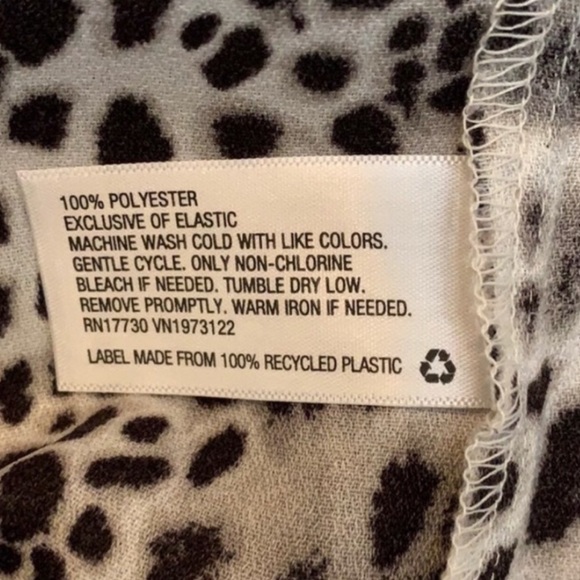 100% POLYESTER
EXCLUSIVE OF ELASTIC
MACHINE WASH COLD WITH LIKE COLORS.
GENTLE CYCLE. ONLY NON-CHLORINE
BLEACH IF NEEDED. TUMBLE DRY LOW.
REMOVE PROMPTLY. WARM IRON IF NEEDED.
RN17730 VN1973122
LABEL MADE FROM 100% RECYCLED PLASTIC